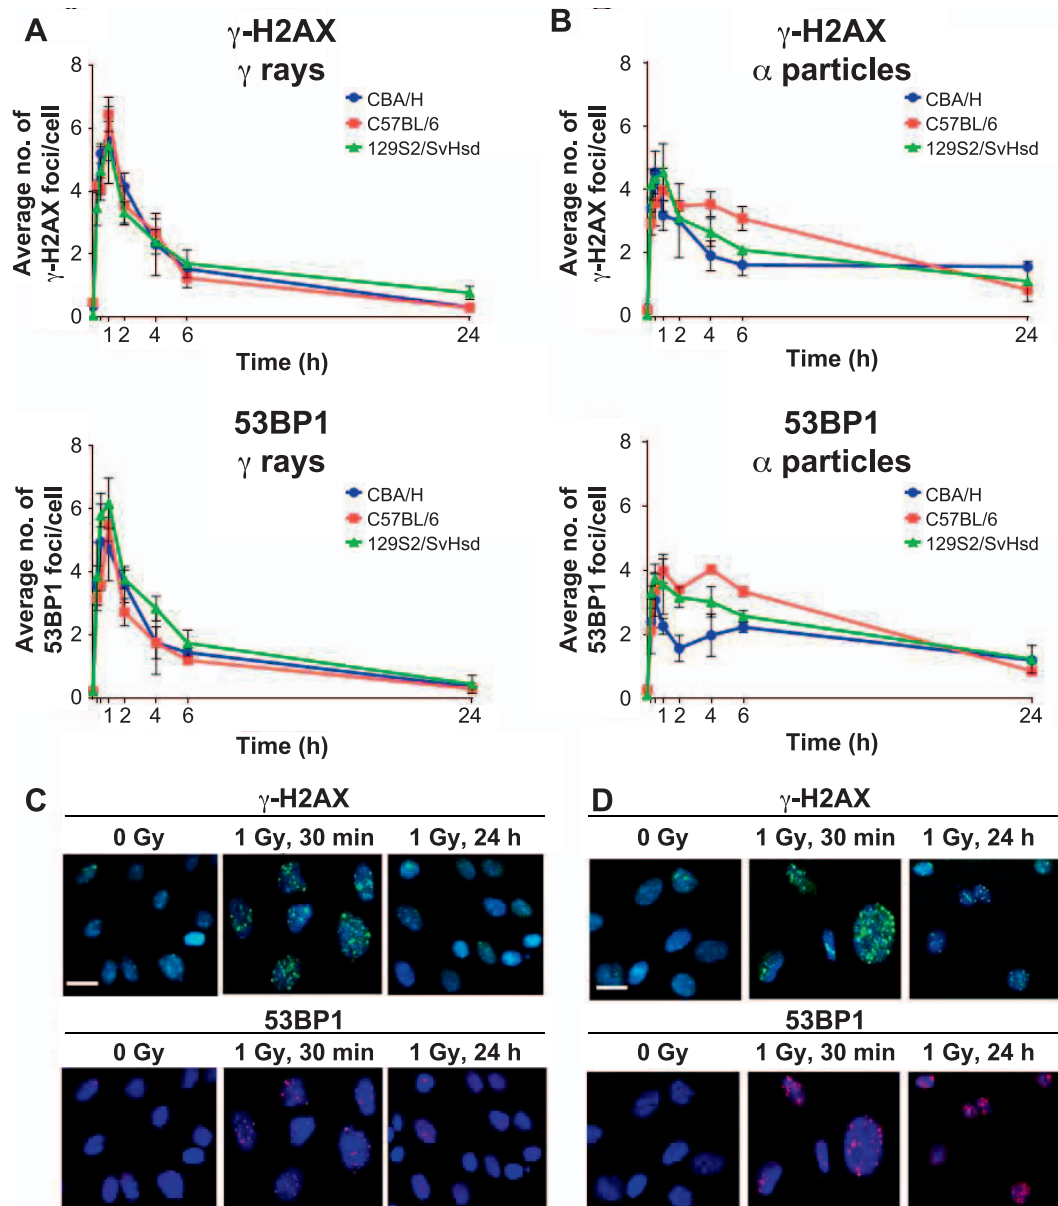 A
γ-H2AX
γ rays
Average no. of
γ-H2AX foci/cell
8
6
4
2
0
CBA/H
C57BL/6
129S2/SvHsd
1 2 4 6 24
Time (h)
B
γ-H2AX
α particles
Average no. of
γ-H2AX foci/cell
8
6
4
2
0
CBA/H
C57BL/6
129S2/SvHsd
1 2 4 6 24
Time (h)
53BP1
γ rays
Average no. of
53BP1 foci/cell
8
6
4
2
0
CBA/H
C57BL/6
129S2/SvHsd
1 2 4 6 24
Time (h)
53BP1
α particles
Average no. of
53BP1 foci/cell
8
6
4
2
0
CBA/H
C57BL/6
129S2/SvHsd
1 2 4 6 24
Time (h)
C
γ-H2AX
0 Gy 1 Gy, 30 min 1 Gy, 24 h
53BP1
0 Gy 1 Gy, 30 min 1 Gy, 24 h
D
γ-H2AX
0 Gy 1 Gy, 30 min 1 Gy, 24 h
53BP1
0 Gy 1 Gy, 30 min 1 Gy, 24 h